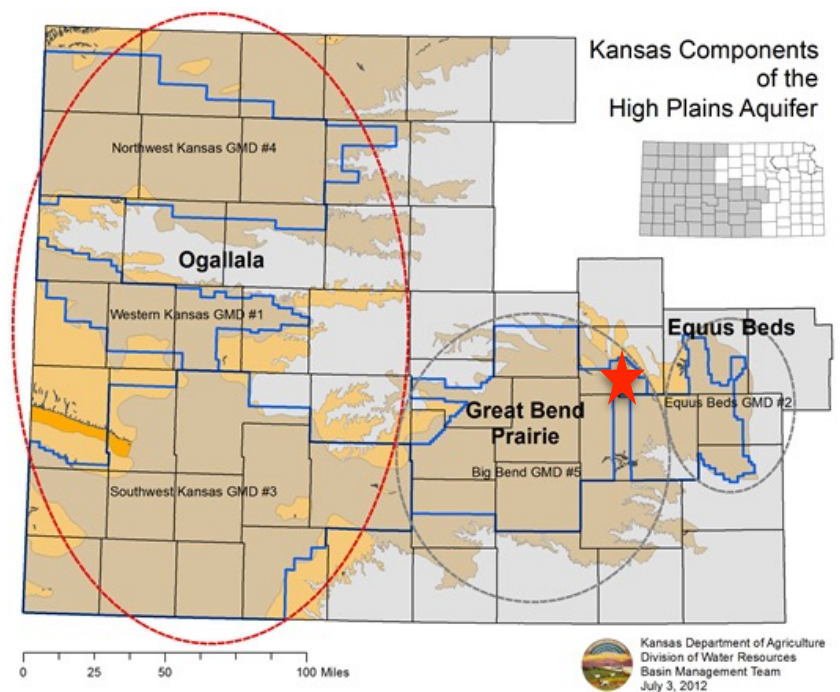 Kansas Components
of the
High Plains Aquifer
Northwest Kansas GMD #4
Ogallala
Western Kansas GMD #1
Equus Beds
Equus Beds GMD #2
Great Bend
Prairie
Big Bend GMD #5
Southwest Kansas GMD #3
0 25 50 100 Miles
Kansas Department of Agriculture
Division of Water Resources
Basin Management Team
July 3, 2012